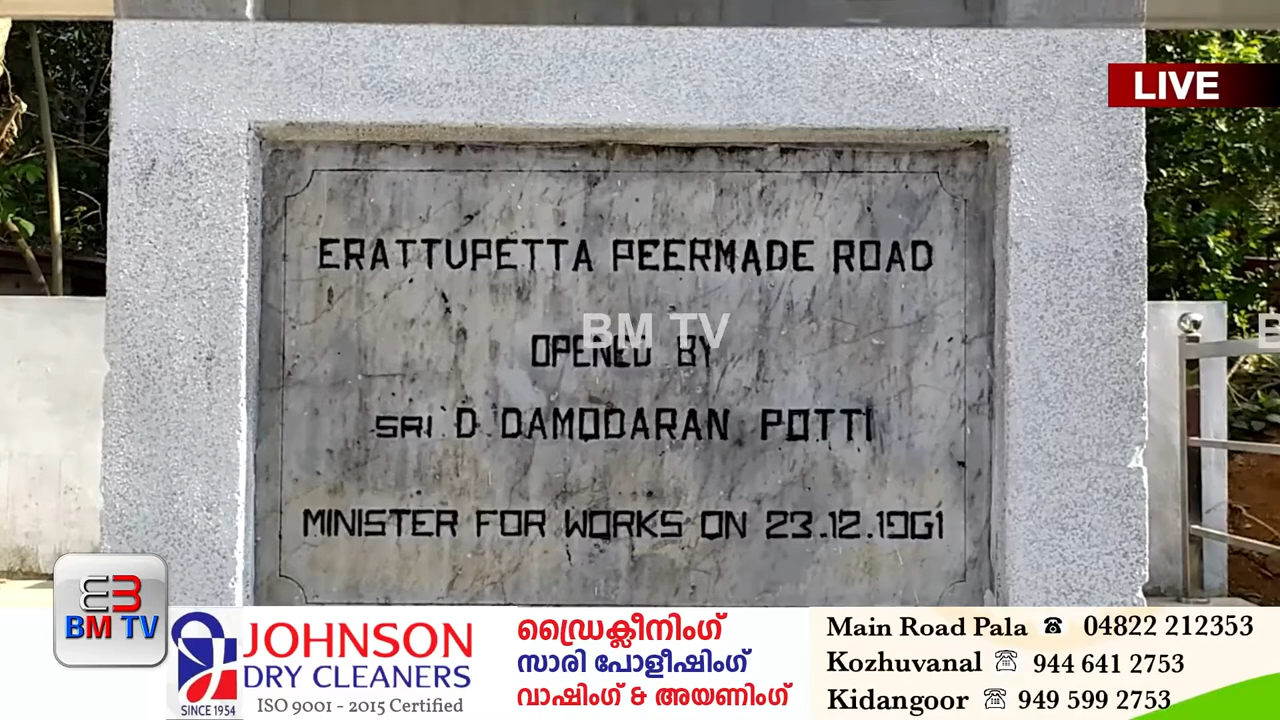 LIVE
ERATTUPETTA PEERMADE ROAD
OPENED BY
SRI D DAMODARAN POTTI
MINISTER FOR WORKS ON 23.12.1961
BM TV
BM TV
JOHNSON
DRY CLEANERS
SINCE 1954
ISO 9001 - 2015 Certified
ഡ്രൈക്ലീനിംഗ്
സാരി പോളീഷിംഗ്
വാഷിംഗ് & അയണിംഗ്
Main Road Pala ☎ 04822 212353
Kozhuvanal ☏ 944 641 2753
Kidangoor ☏ 949 599 2753